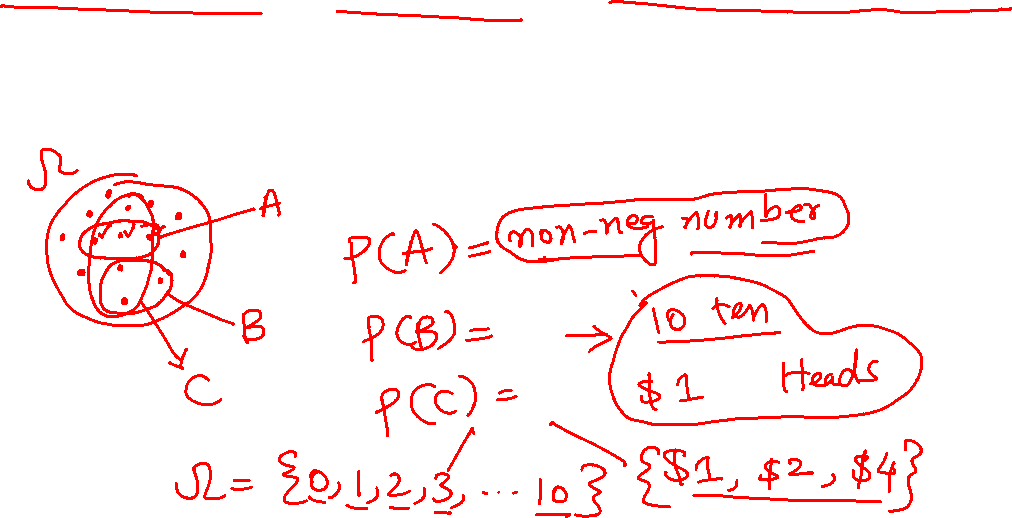 Ω
A
P(A) = non-neg number
B
P(B) = → 10 ten
C
P(C) = $1 Heads
Ω = {0, 1, 2, 3, ... 10} {$1, $2, $4}